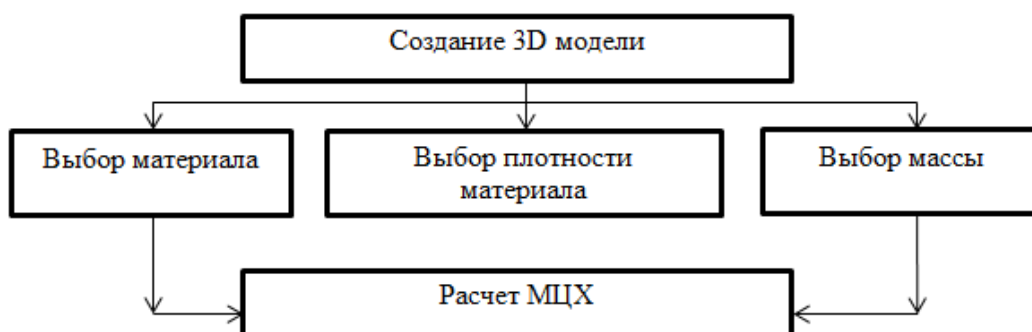 Создание 3D модели
Выбор материала
Выбор плотности
материала
Выбор массы
Расчет МЦХ